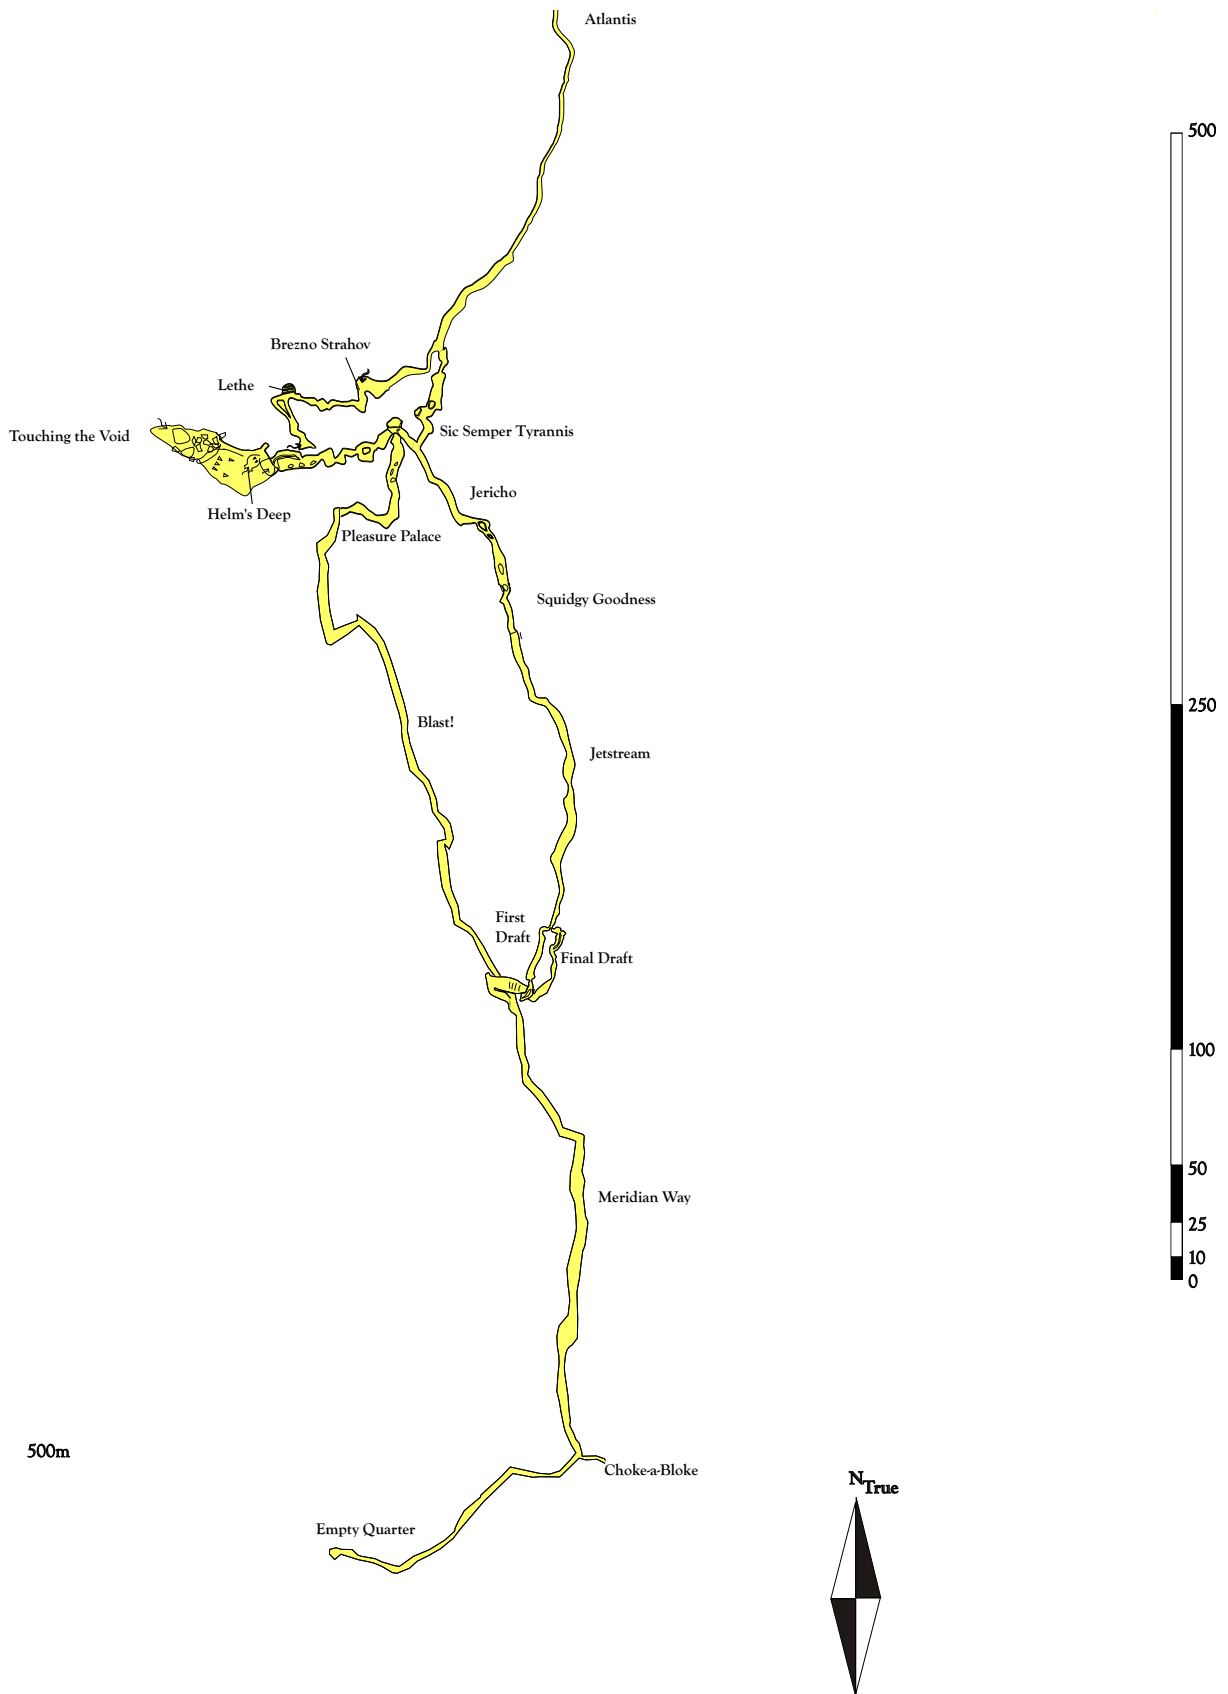 Atlantis
500
Brezno Strahov
Lethe
Touching the Void
Sic Semper Tyrannis
Jericho
Helm's Deep
Pleasure Palace
Squidgy Goodness
250
Blast!
Jetstream
First
Draft
Final Draft
100
50
Meridian Way
25
10
0
500m
Choke-a-Bloke
N
True
Empty Quarter